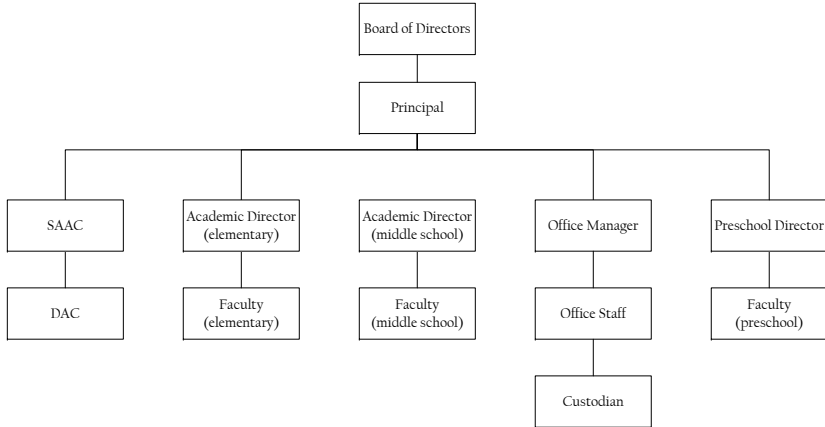 Board of Directors
Principal
SAAC
Academic Director
(elementary)
Academic Director
(middle school)
Office Manager
Preschool Director
DAC
Faculty
(elementary)
Faculty
(middle school)
Office Staff
Faculty
(preschool)
Custodian